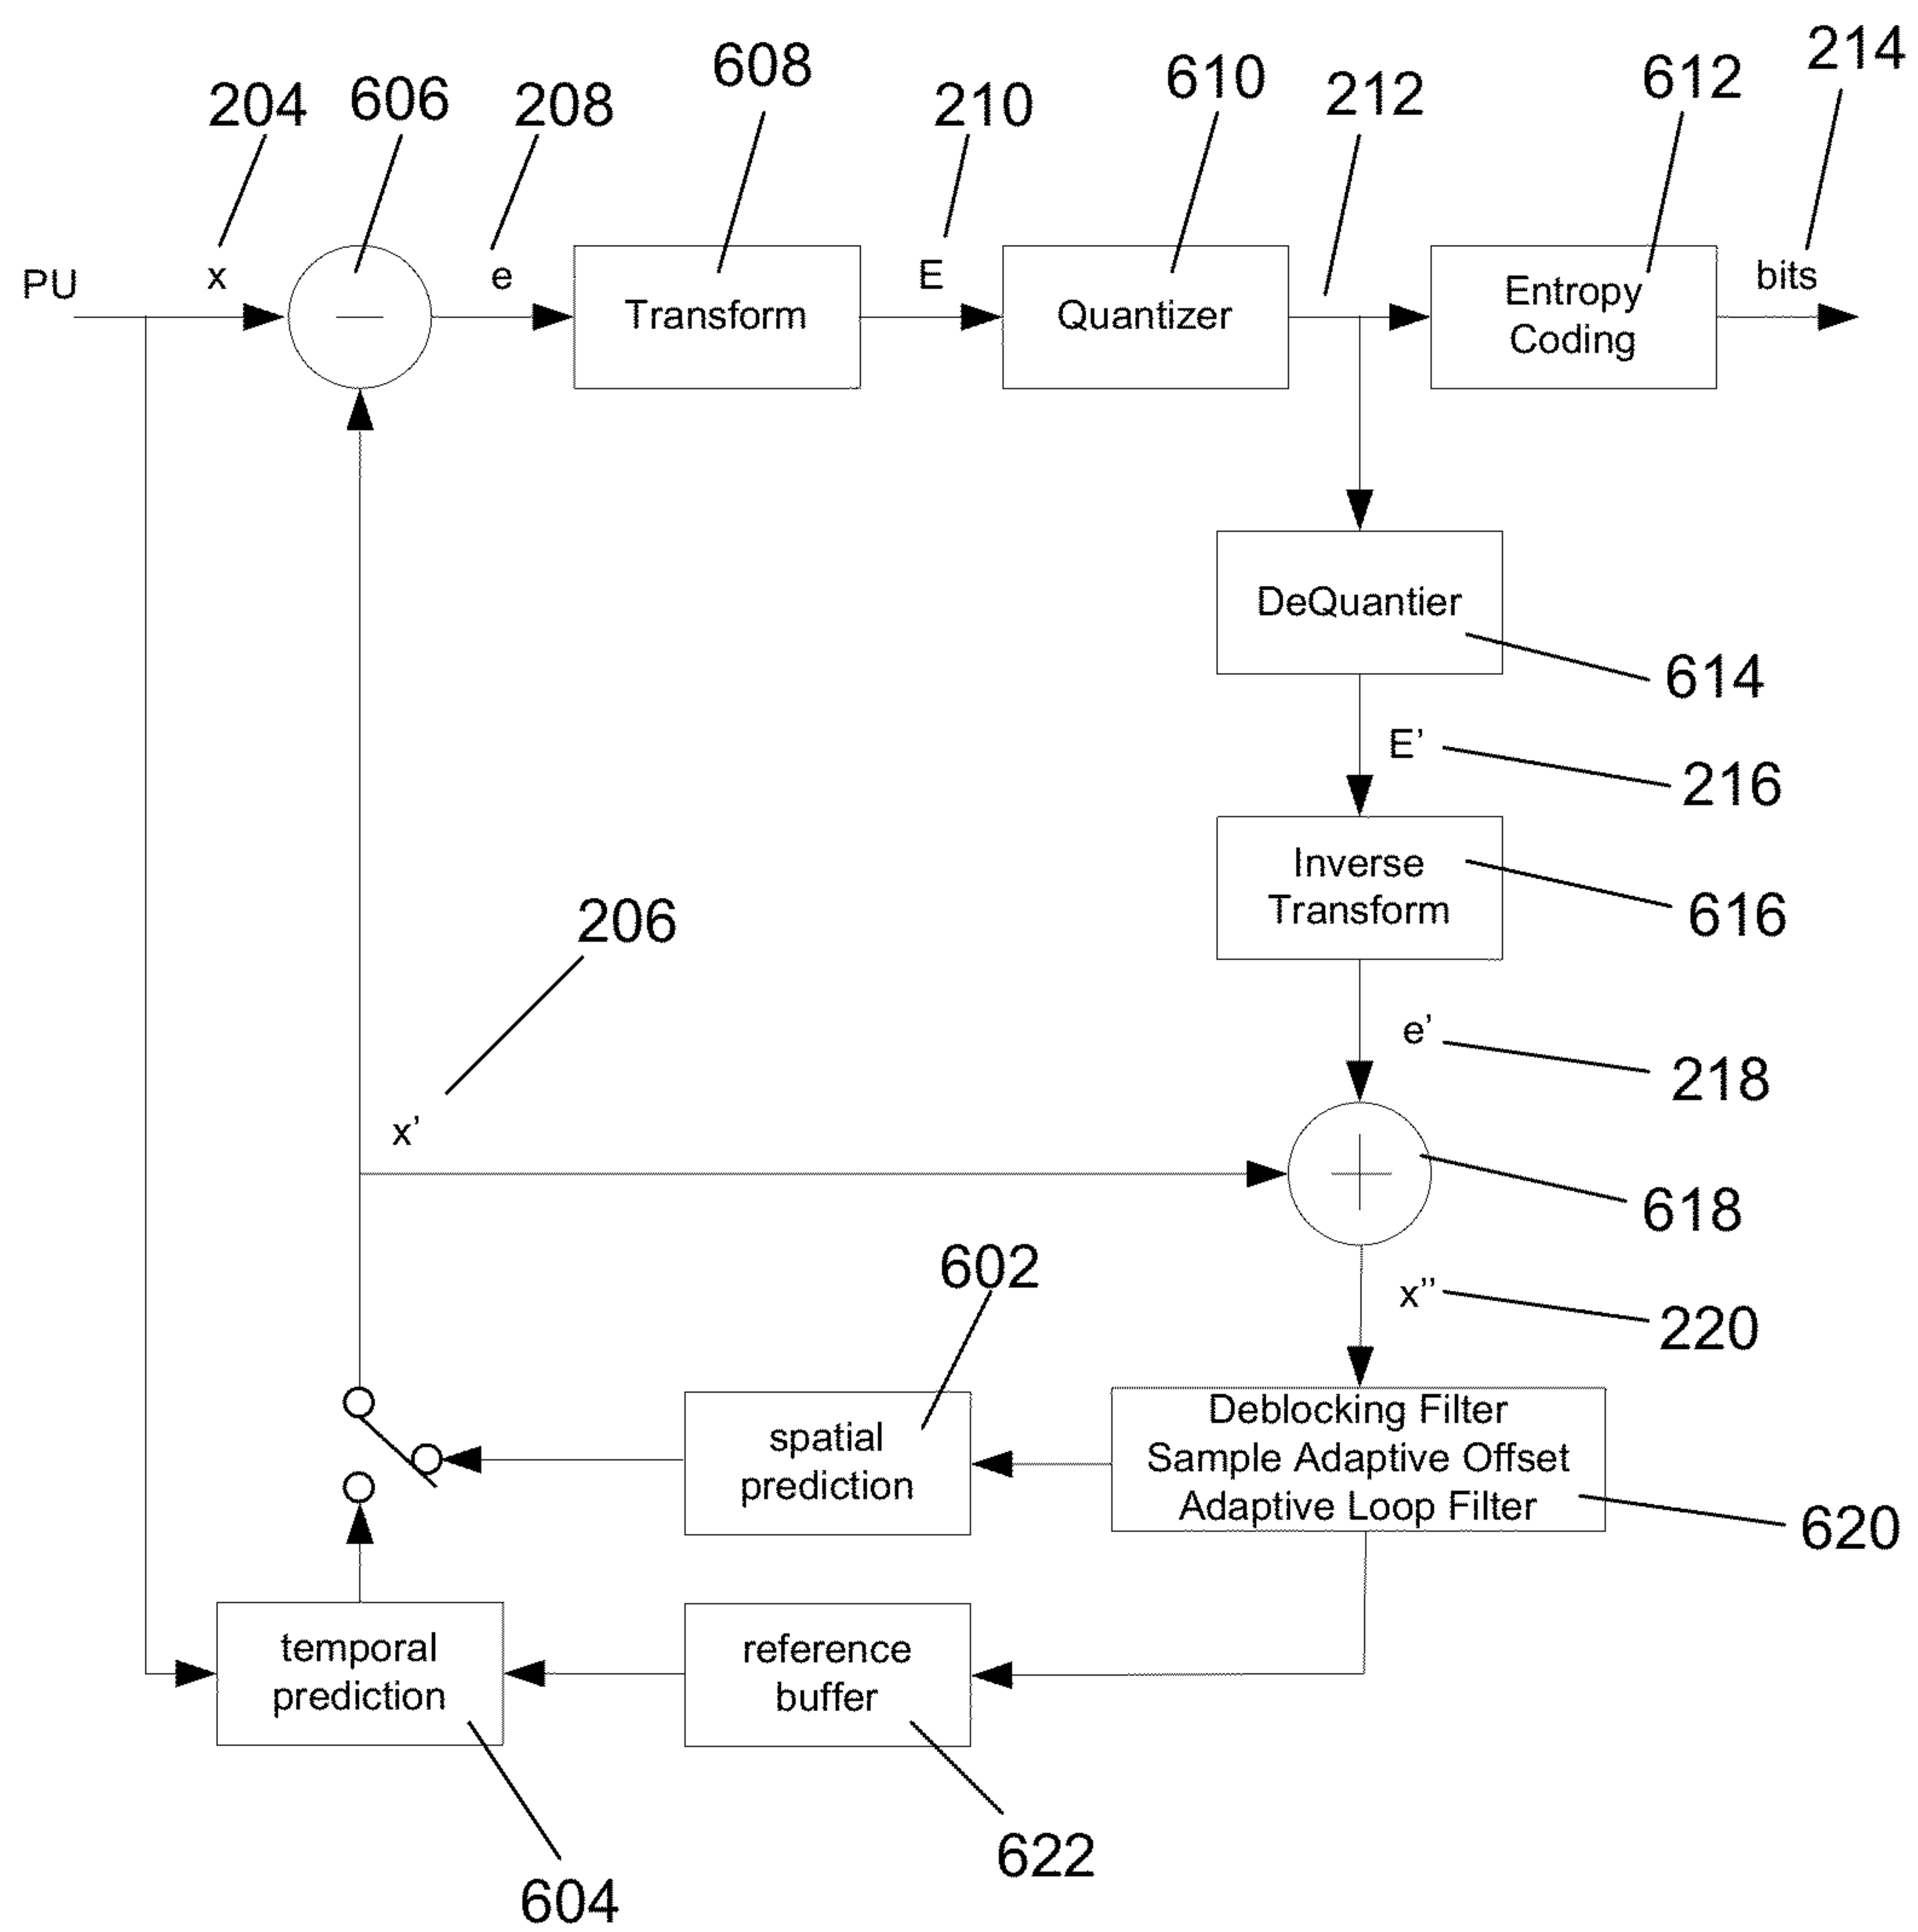 204
606
208
608
210
610
212
612
214
PU
x
e
Transform
E
Quantizer
Entropy
Coding
bits
DeQuantier
614
E’
216
Inverse
Transform
616
206
e’
218
x’
618
602
x’’
220
spatial
prediction
Deblocking Filter
Sample Adaptive Offset
Adaptive Loop Filter
620
temporal
prediction
reference
buffer
604
622